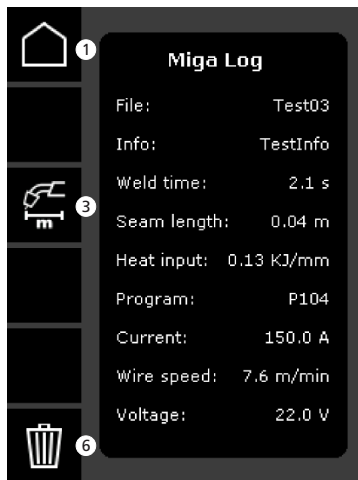 1
Miga Log
File: Test03
Info: TestInfo
Weld time: 2.1 s
3
m
Seam length: 0.04 m
Heat input: 0.13 KJ/mm
Program: P104
Current: 150.0 A
Wire speed: 7.6 m/min
Voltage: 22.0 V
6